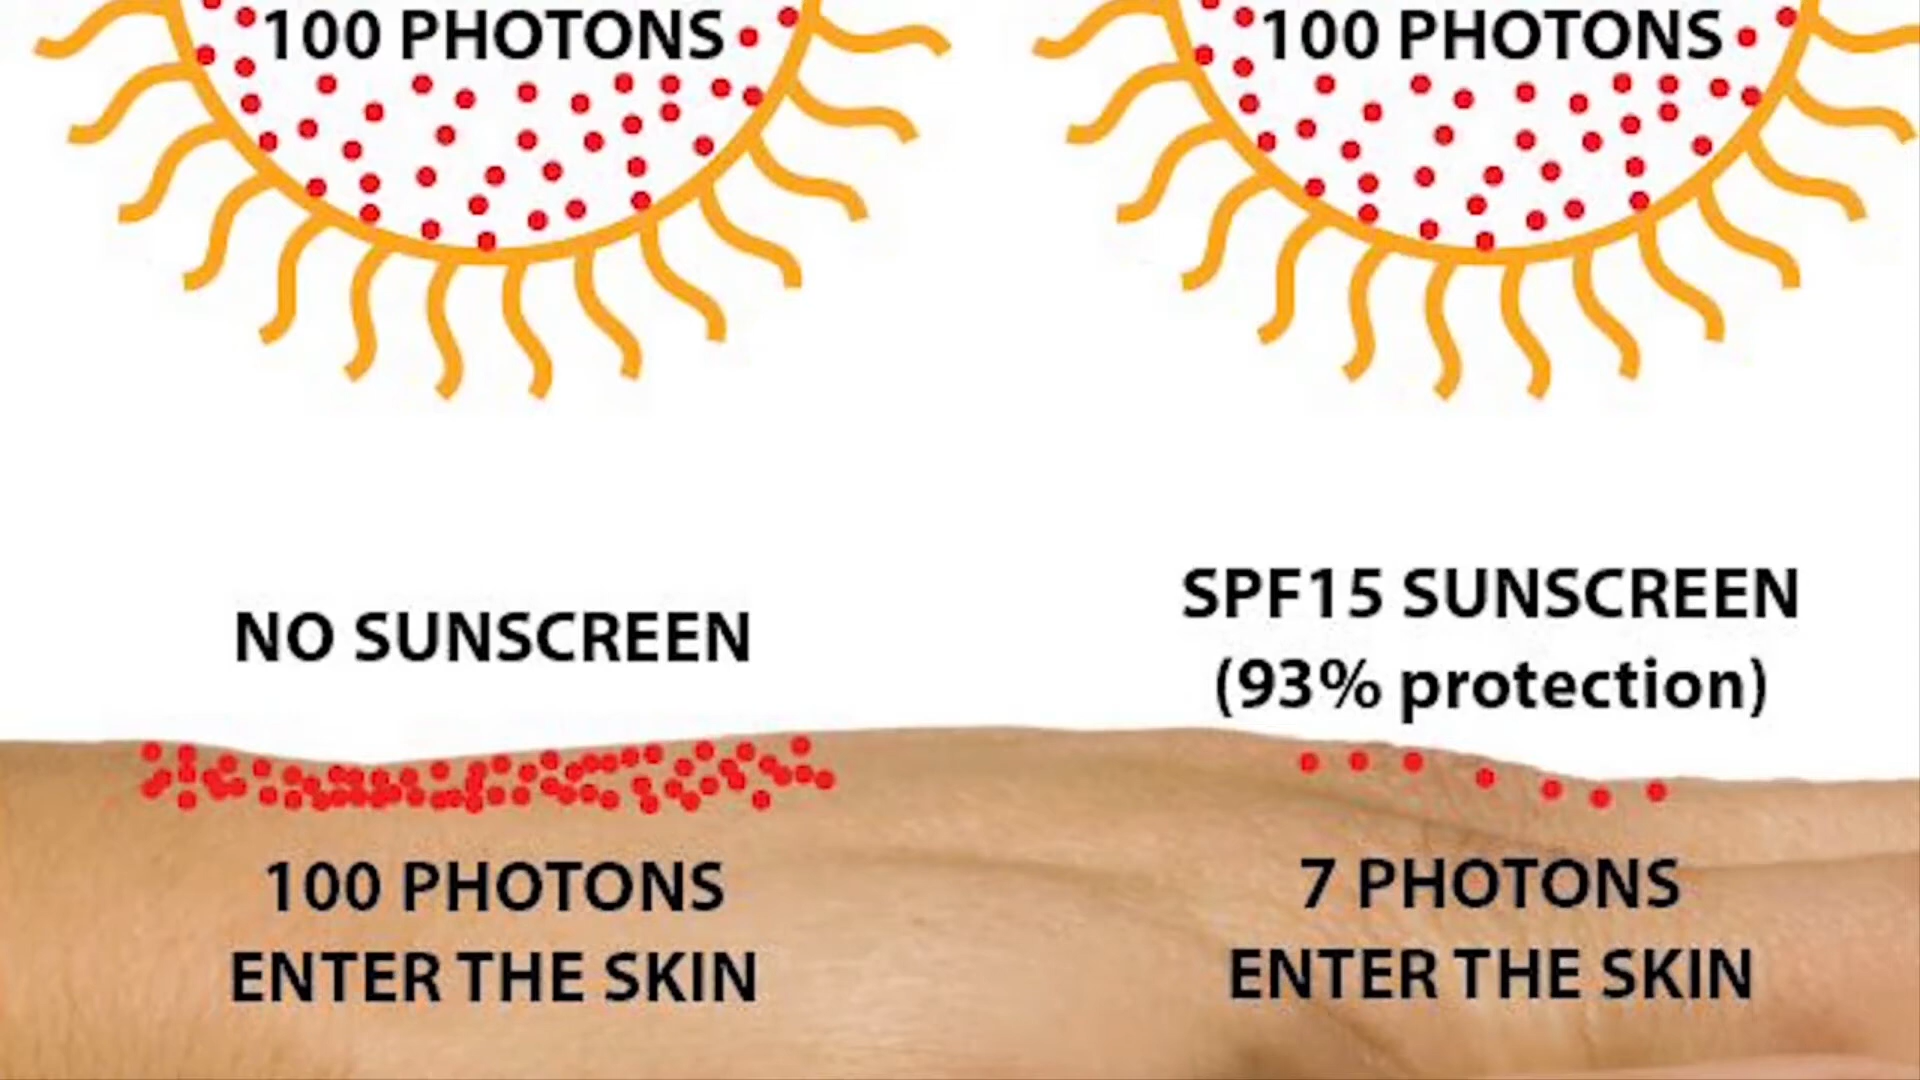 100 PHOTONS
100 PHOTONS
NO SUNSCREEN
SPF15 SUNSCREEN
(93% protection)
100 PHOTONS
ENTER THE SKIN
7 PHOTONS
ENTER THE SKIN